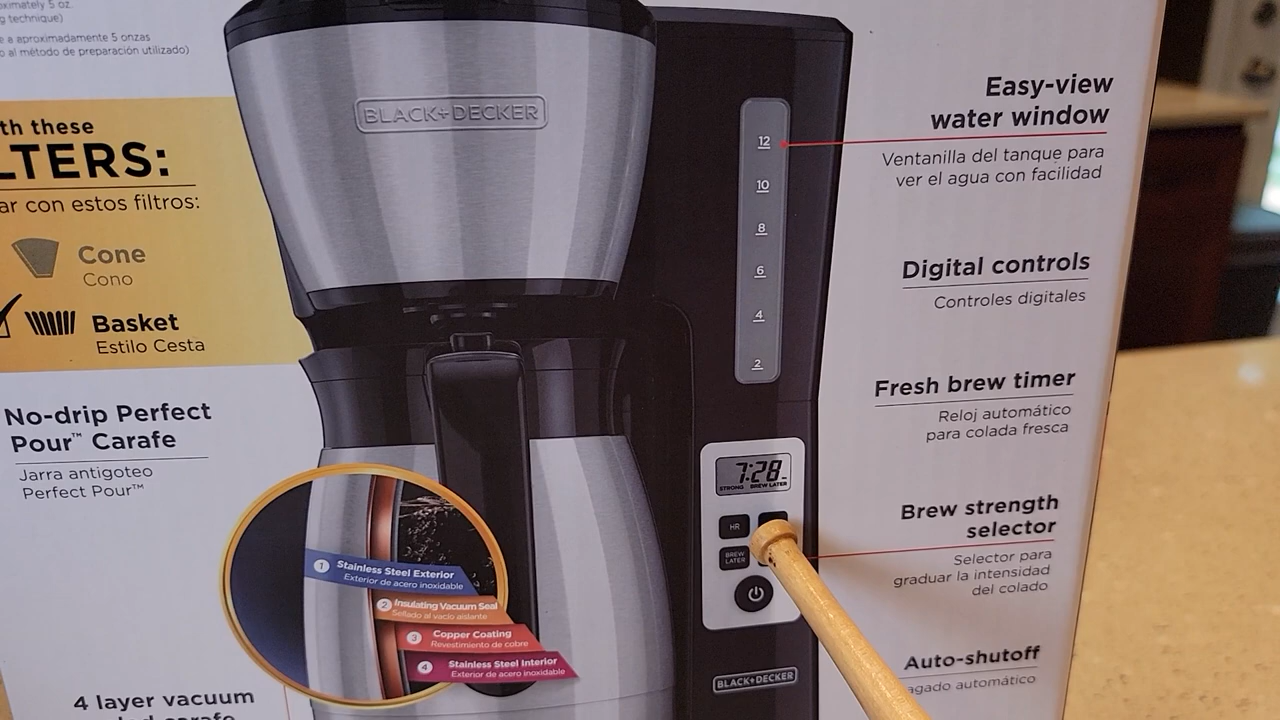 oximately 5 oz.
g technique)
e a aproximadamente 5 onzas
o al método de preparación utilizado)
th these
LTERS:
ar con estos filtros:
Cone
Cono
Basket
Estilo Cesta
No-drip Perfect
Pour™ Carafe
Jarra antigoteo
Perfect Pour™
1 Stainless Steel Exterior
Exterior de acero inoxidable
2 Insulating Vacuum Seal
Sellado al vacío aislante
3 Copper Coating
Revestimiento de cobre
4 Stainless Steel Interior
Exterior de acero inoxidable
4 layer vacuum
carafe
BLACK+DECKER
12
10
8
6
4
2
7:28
STRONG BREW LATER
HR
BREW
LATER
BLACK+DECKER
Easy-view
water window
Ventanilla del tanque para
ver el agua con facilidad
Digital controls
Controles digitales
Fresh brew timer
Reloj automático
para colada fresca
Brew strength
selector
Selector para
graduar la intensidad
del colado
Auto-shutoff
agado automático